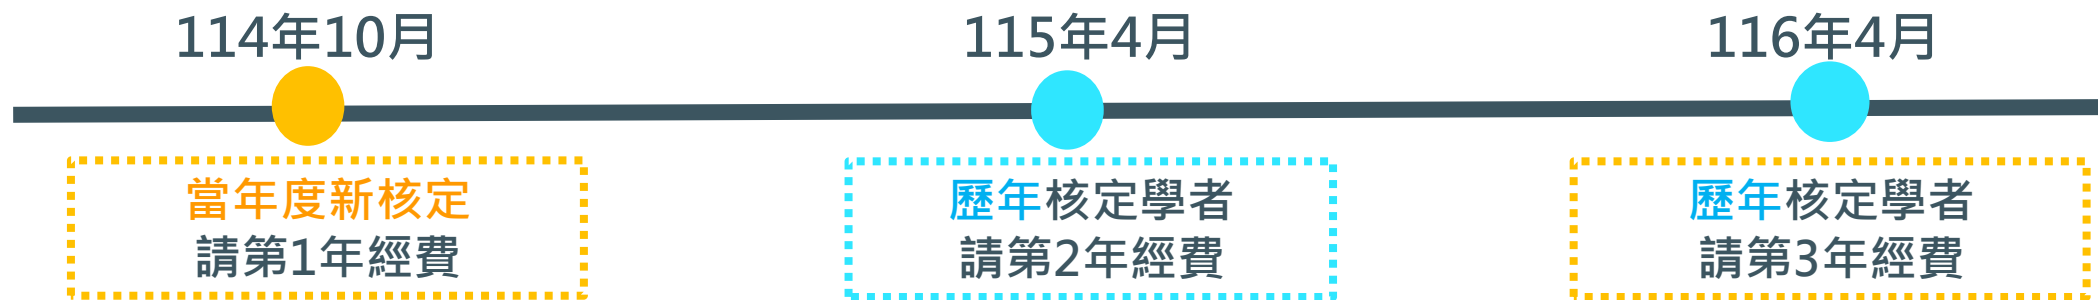 114年10月
115年4月
116年4月
當年度新核定
請第1年經費
歷年核定學者
請第2年經費
歷年核定學者
請第3年經費